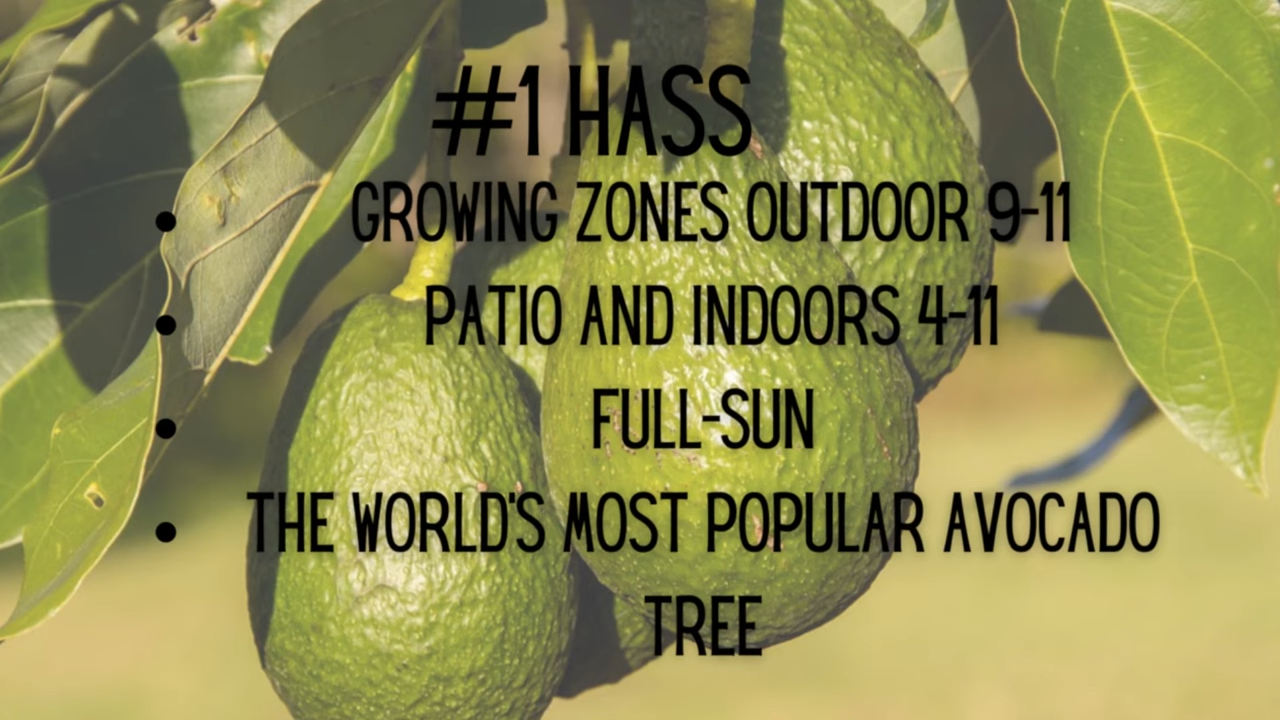 #1 HASS
• GROWING ZONES OUTDOOR 9-11
• PATIO AND INDOORS 4-11
• FULL-SUN
• THE WORLD'S MOST POPULAR AVOCADO
TREE